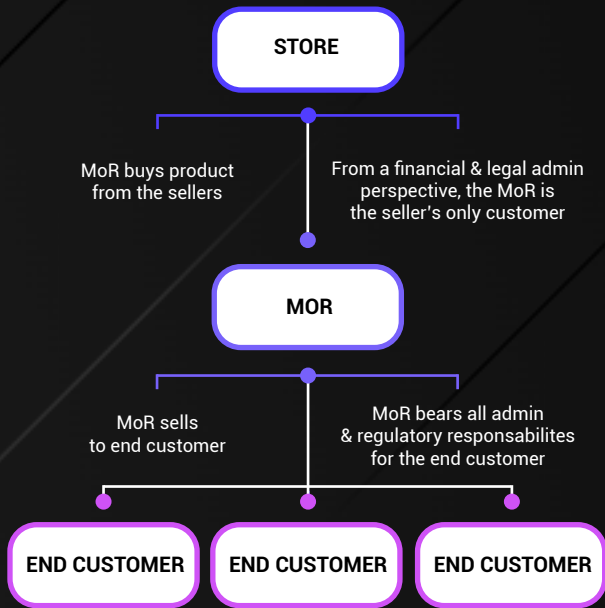 STORE
MoR buys product
from the sellers
From a financial & legal admin
perspective, the MoR is
the seller's only customer
MOR
MoR sells
to end customer
MoR bears all admin
& regulatory responsabilites
for the end customer
END CUSTOMER
END CUSTOMER
END CUSTOMER